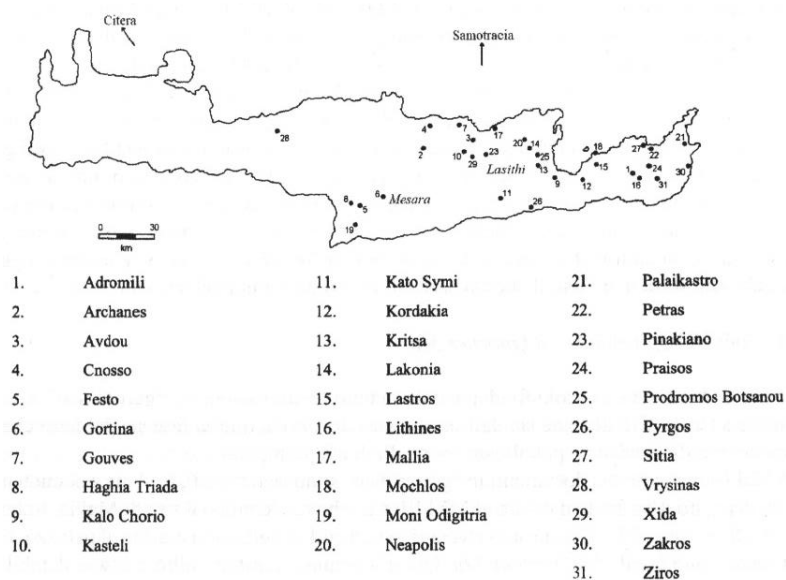 Citera
Samotracia
4
7
17
3
28
2
10
29
23
20
14
25
13
Lasithi
9
12
18
15
27
22
21
1
24
16
31
30
6
Mesara
8
5
19
11
26
0 30
km
1. Adromili
2. Archanes
3. Avdou
4. Cnosso
5. Festo
6. Gortina
7. Gouves
8. Haghia Triada
9. Kalo Chorio
10. Kasteli
11. Kato Symi
12. Kordakia
13. Kritsa
14. Lakonia
15. Lastros
16. Lithines
17. Mallia
18. Mochlos
19. Moni Odigitria
20. Neapolis
21. Palaikastro
22. Petras
23. Pinakiano
24. Praisos
25. Prodromos Botsanou
26. Pyrgos
27. Sitia
28. Vrysinas
29. Xida
30. Zakros
31. Ziros